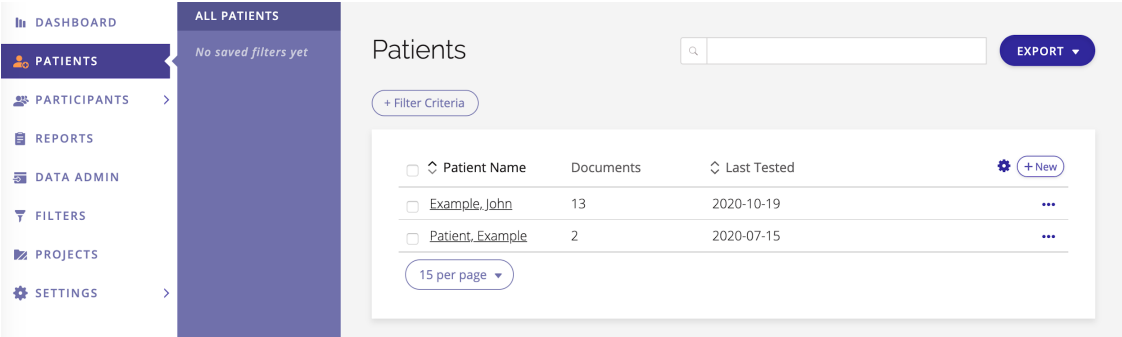 DASHBOARD
PATIENTS
PARTICIPANTS
REPORTS
DATA ADMIN
FILTERS
PROJECTS
SETTINGS
ALL PATIENTS
No saved filters yet
Patients
EXPORT
+ Filter Criteria
Patient Name Documents Last Tested + New
Example, John 13 2020-10-19
Patient, Example 2 2020-07-15
15 per page